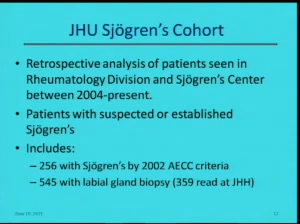 JHU Sjögren's Cohort
• Retrospective analysis of patients seen in
Rheumatology Division and Sjögren's Center
between 2004-present.
• Patients with suspected or established
Sjögren's
• Includes:
– 256 with Sjögren's by 2002 AECC criteria
– 545 with labial gland biopsy (359 read at JHH)